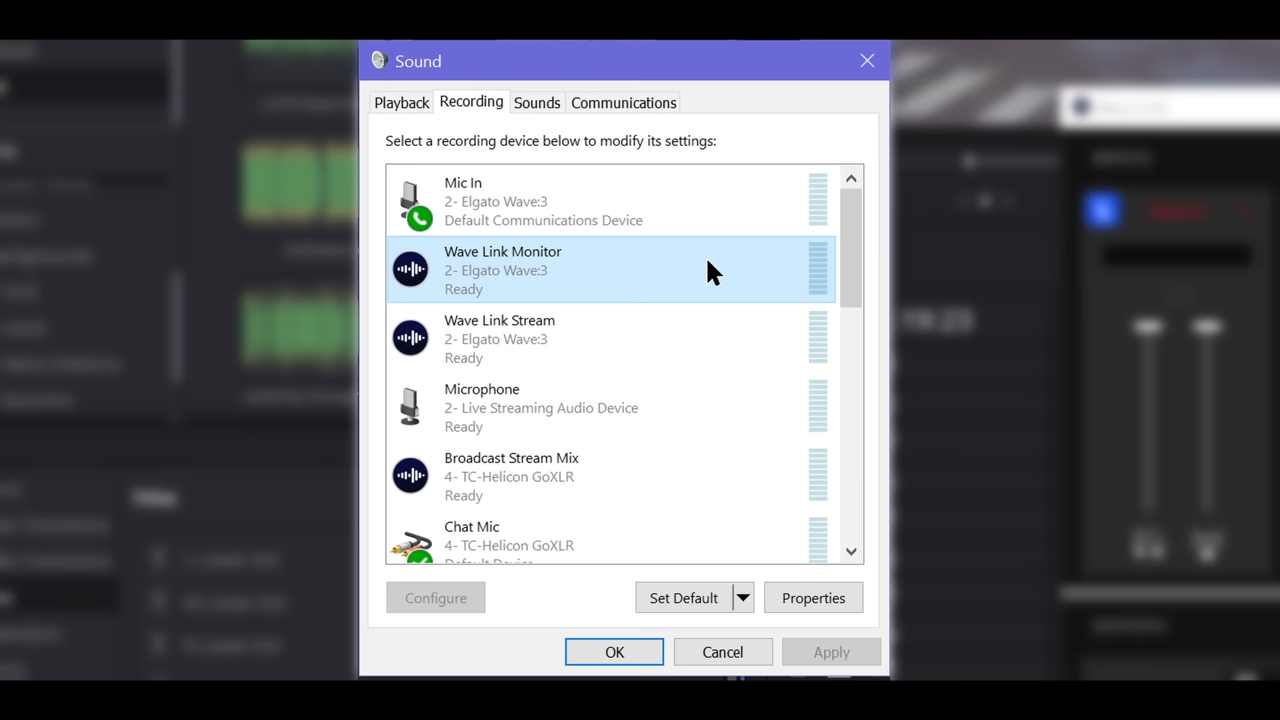 Sound
Playback
Recording
Sounds
Communications
Select a recording device below to modify its settings:
Mic In
2- Elgato Wave:3
Default Communications Device
Wave Link Monitor
2- Elgato Wave:3
Ready
Wave Link Stream
2- Elgato Wave:3
Ready
Microphone
2- Live Streaming Audio Device
Ready
Broadcast Stream Mix
4- TC-Helicon GoXLR
Ready
Chat Mic
4- TC-Helicon GoXLR
Default Device
Configure
Set Default
Properties
OK
Cancel
Apply